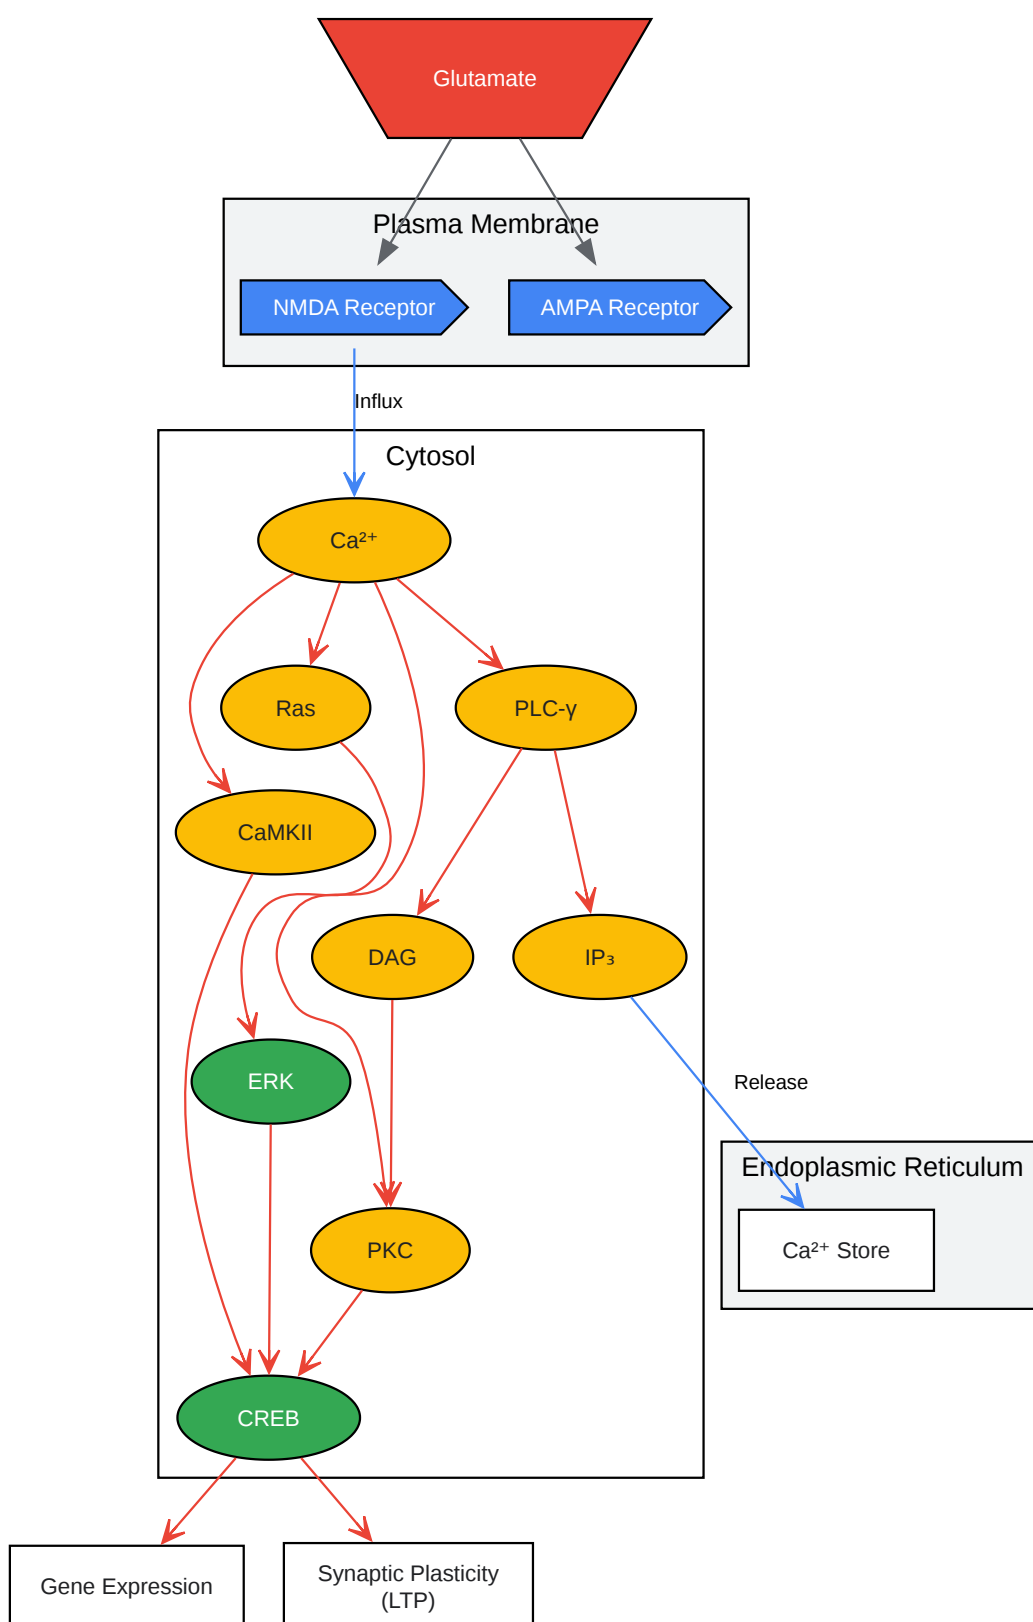 Glutamate
Plasma Membrane
NMDA Receptor
AMPA Receptor
Influx
Cytosol
Ca²⁺
Ras
PLC-γ
CaMKII
DAG
IP₃
ERK
Release
Endoplasmic Reticulum
PKC
Ca²⁺ Store
CREB
Gene Expression
Synaptic Plasticity
(LTP)